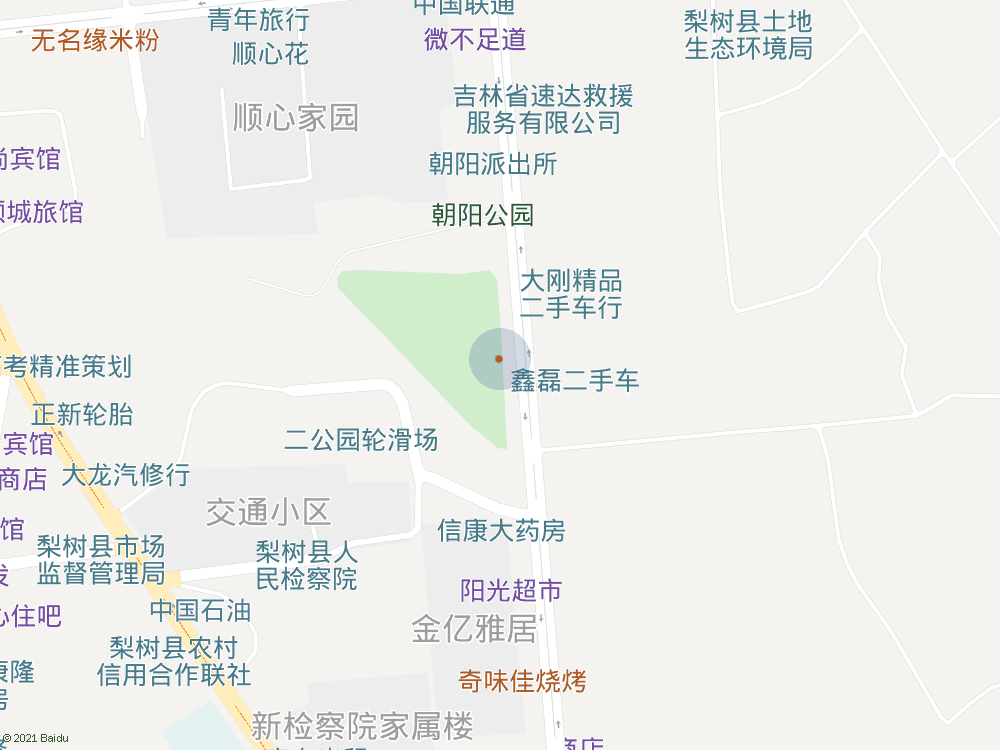 中国联通
青年旅行
无名缘米粉
微不足道
梨树县土地
生态环境局
顺心花
吉林省速达救援
服务有限公司
顺心家园
尚宾馆
朝阳派出所
顺城旅馆
朝阳公园
大刚精品
二手车行
考精准策划
鑫磊二手车
正新轮胎
宾馆
二公园轮滑场
商店
大龙汽修行
交通小区
馆
信康大药房
梨树县市场
监督管理局
梨树县人
民检察院
发
阳光超市
心住吧
中国石油
金亿雅居
梨树县农村
信用合作联社
康隆
房
奇味佳烧烤
新检察院家属楼
商店
© 2021 Baidu